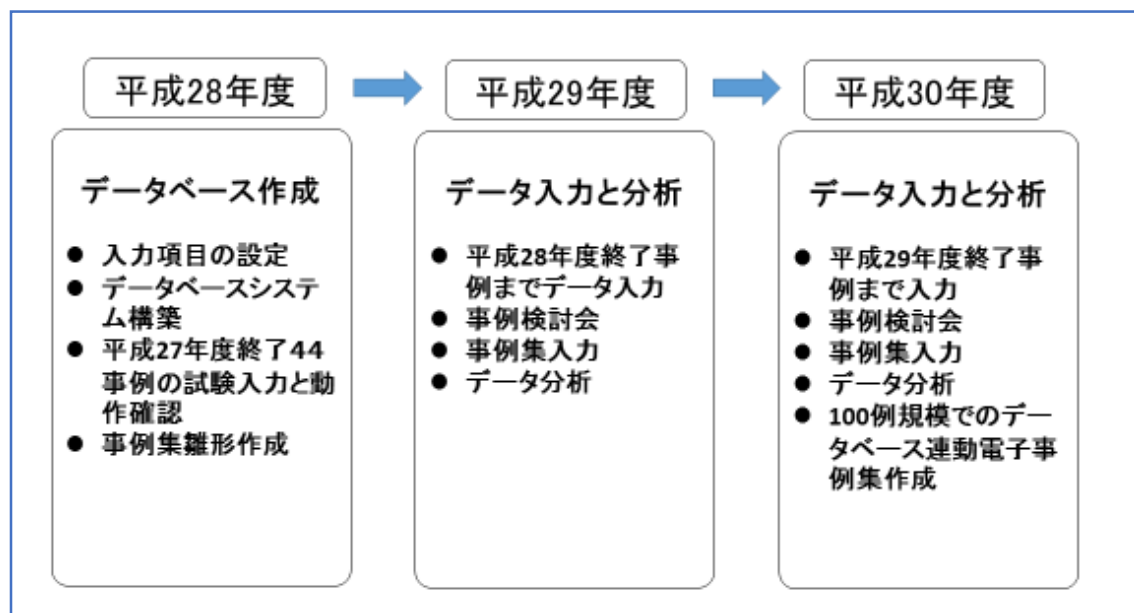 平成28年度
平成29年度
平成30年度
データベース作成
● 入力項目の設定
● データベースシステ
ム構築
● 平成27年度終了44
事例の試験入力と動
作確認
● 事例集雛形作成
データ入力と分析
● 平成28年度終了事
例までデータ入力
● 事例検討会
● 事例集入力
● データ分析
データ入力と分析
● 平成29年度終了事
例まで入力
● 事例検討会
● 事例集入力
● データ分析
● 100例規模でのデー
タベース連動電子事
例集作成